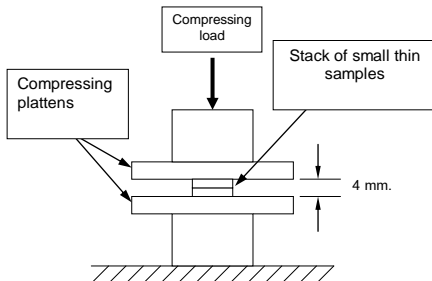 Compressing
load
Stack of small thin
samples
Compressing
plattens
4 mm.